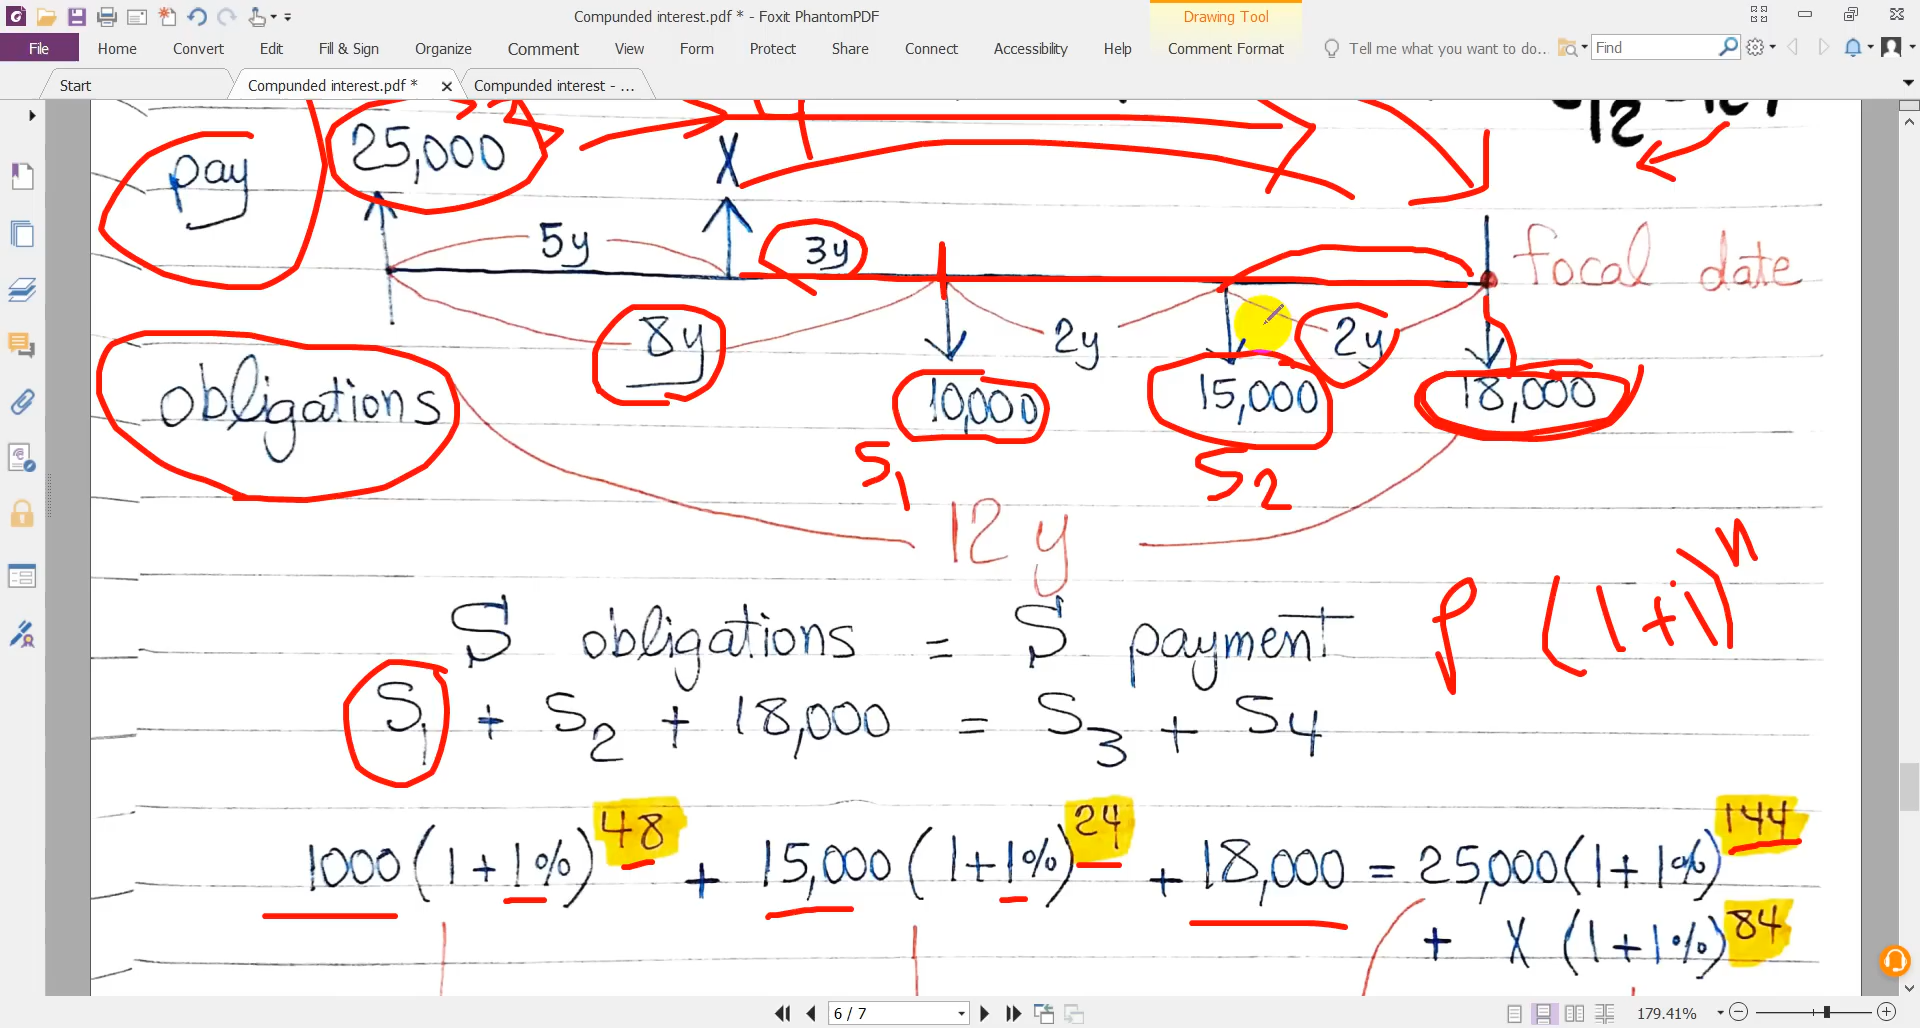 Compunded interest.pdf * - Foxit PhantomPDF
Drawing Tool
File Home Convert Edit Fill & Sign Organize Comment View Form Protect Share Connect Accessibility Help Comment Format Tell me what you want to do... Find
Start Compunded interest.pdf * Compunded interest - ...
pay 25,000 X
5y 3y focal date
8y 2y 2y
obligations 10,000 15,000 18,000
S1 S2
12 y
P (1+i)^n
S obligations = S payment
S1 + S2 + 18,000 = S3 + S4
1000 (1 + 1%)^48 + 15,000 (1 + 1%)^24 + 18,000 = 25,000 (1 + 1%)^144
+ X (1 + 1%)^84
6 / 7 179.41%